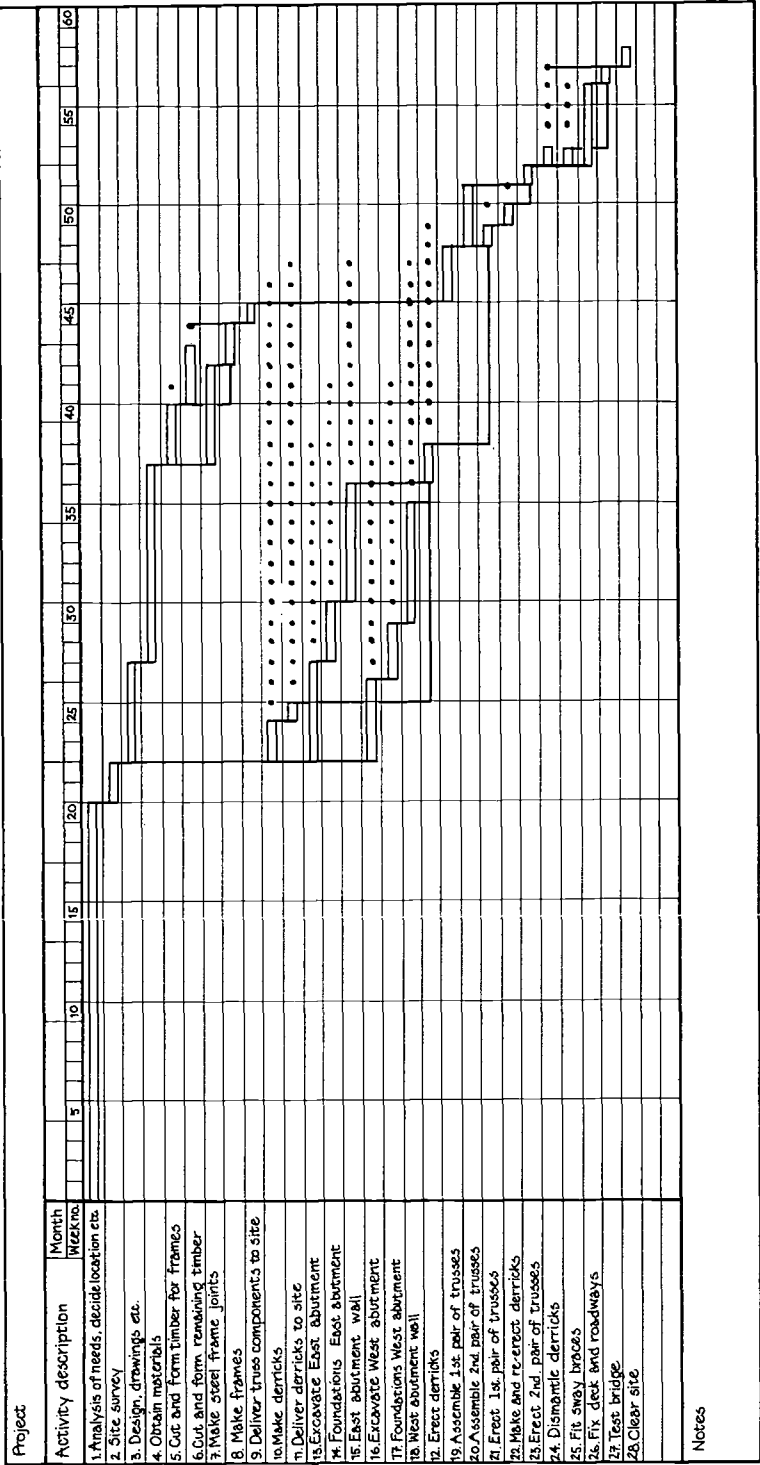 Project
Activity description
Month
Week no.
5
10
15
20
25
30
35
40
45
50
55
60
1. Analysis of needs, decide location etc.
2. Site survey
3. Design, drawings etc.
4. Obtain materials
5. Cut and form timber for frames
6. Cut and form remaining timber
7. Make steel frame joints
8. Make frames
9. Deliver truss components to site
10. Make derricks
11. Deliver derricks to site
13. Excavate East abutment
14. Foundations East abutment
15. East abutment wall
16. Excavate West abutment
17. Foundations West abutment
18. West abutment wall
12. Erect derricks
19. Assemble 1st pair of trusses
20. Assemble 2nd pair of trusses
21. Erect 1st pair of trusses
22. Make and re-erect derricks
23. Erect 2nd pair of trusses
24. Dismantle derricks
25. Fit sway braces
26. Fix deck and roadways
27. Test bridge
28. Clear site
Notes